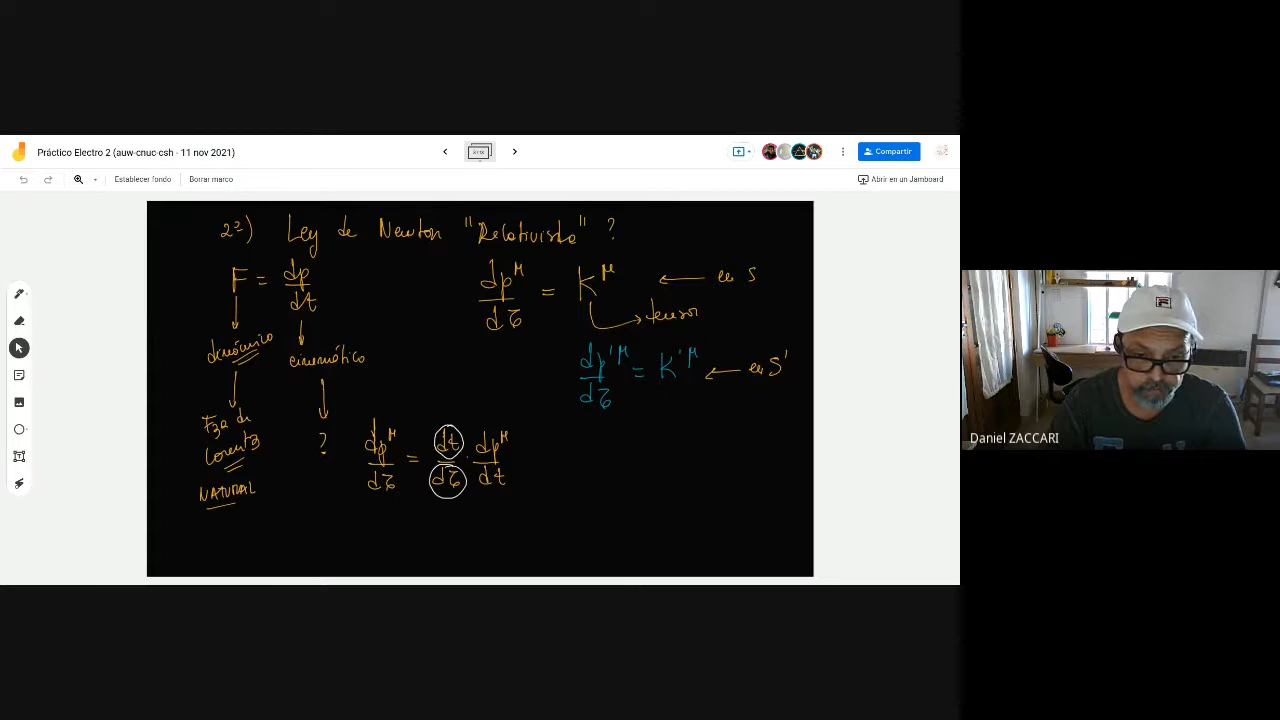 Práctico Electro 2 (auw-cnuc-csh - 11 nov 2021)
Compartir
Establecer fondo
Borrar marco
Abrir en un Jamboard
2º) Ley de Newton "Relativista" ?
F = dp/dt
dp^μ/dτ = K^μ ← en S
tensor
dinámico
cinemático
dp'^μ/dτ = K'^μ ← en S'
Fza de
Lorentz
?
dp^μ/dτ = dt/dτ · dp^μ/dt
NATURAL
FILA
Daniel ZACCARI